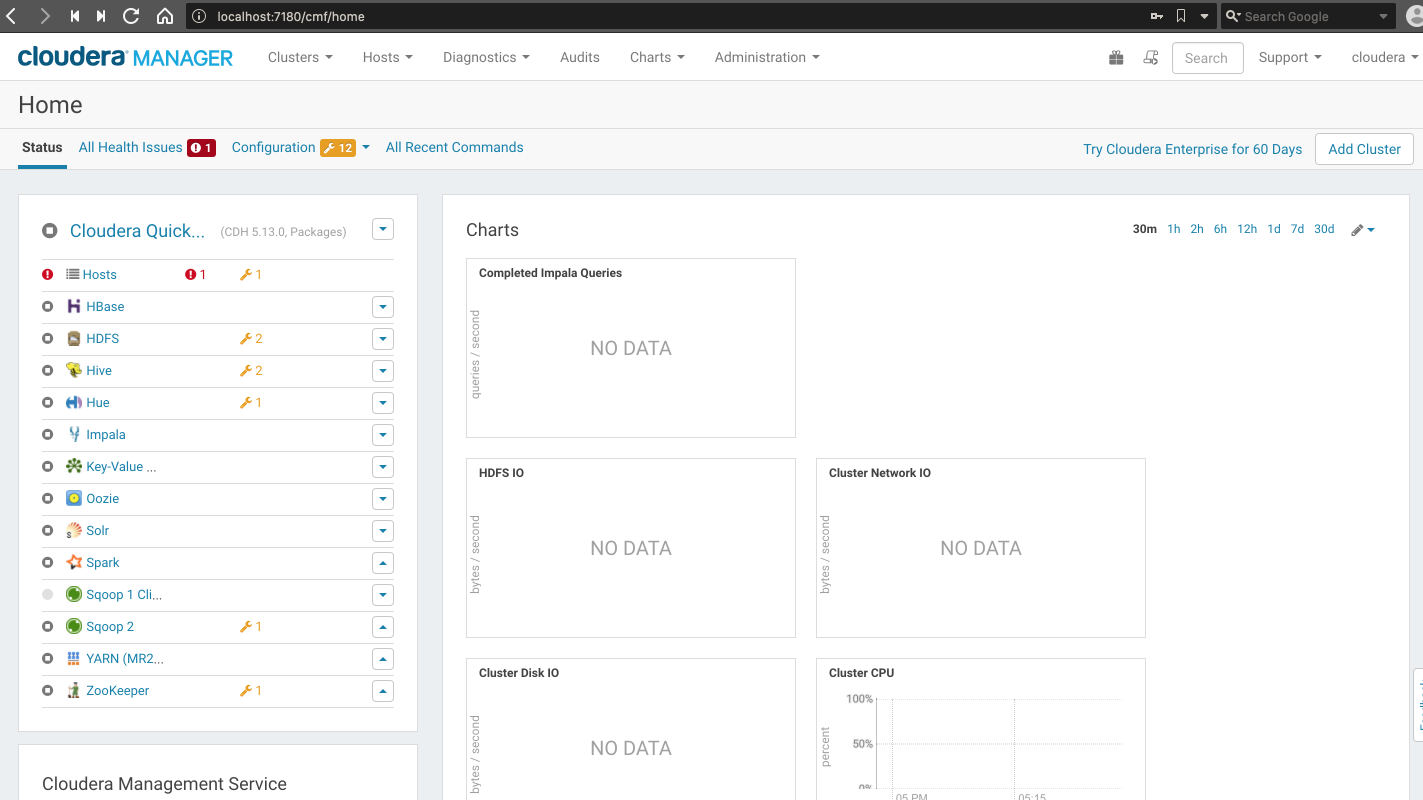 localhost:7180/cmf/home
Search Google
cloudera MANAGER Clusters Hosts Diagnostics Audits Charts Administration Search Support cloudera
Home
Status All Health Issues 1 Configuration 12 All Recent Commands Try Cloudera Enterprise for 60 Days Add Cluster
Cloudera Quick... (CDH 5.13.0, Packages)
Hosts 1 1
HBase
HDFS 2
Hive 2
Hue 1
Impala
Key-Value ...
Oozie
Solr
Spark
Sqoop 1 Cli...
Sqoop 2 1
YARN (MR2...
ZooKeeper 1
Cloudera Management Service
Charts 30m 1h 2h 6h 12h 1d 7d 30d
Completed Impala Queries
queries / second
NO DATA
HDFS IO
bytes / second
NO DATA
Cluster Network IO
bytes / second
NO DATA
Cluster Disk IO
bytes / second
NO DATA
Cluster CPU
percent
100%
50%
0%
05 PM 05:15